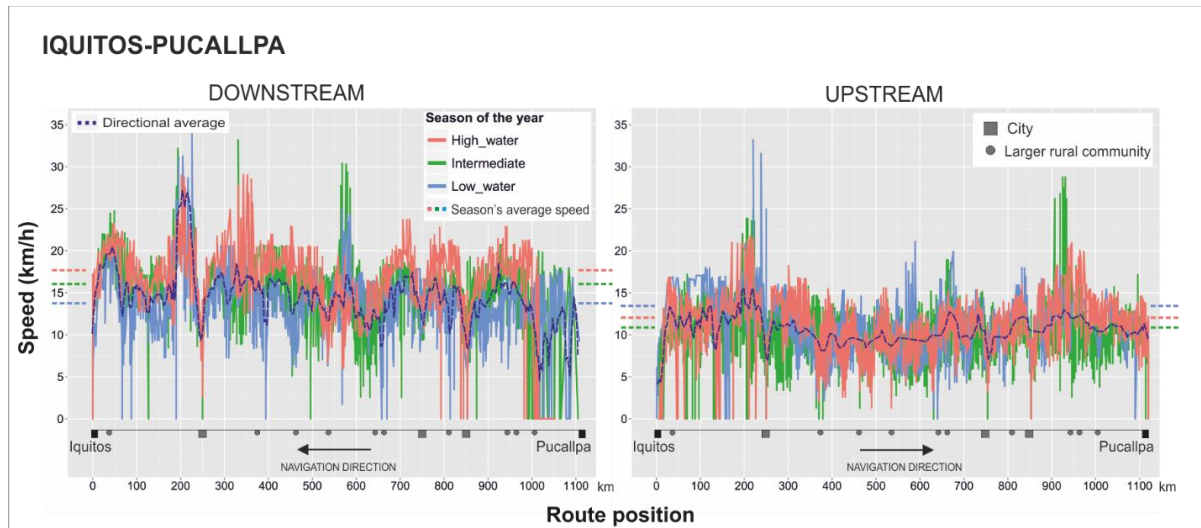 IQUITOS-PUCALLPA
DOWNSTREAM
UPSTREAM
Directional average
Season of the year
High_water
Intermediate
Low_water
Season's average speed
City
Larger rural community
Speed (km/h)
35
30
25
20
15
10
5
0
35
30
25
20
15
10
5
0
Iquitos
Pucallpa
NAVIGATION DIRECTION
0 100 200 300 400 500 600 700 800 900 1000 1100 km
Iquitos
Pucallpa
NAVIGATION DIRECTION
0 100 200 300 400 500 600 700 800 900 1000 1100 km
Route position